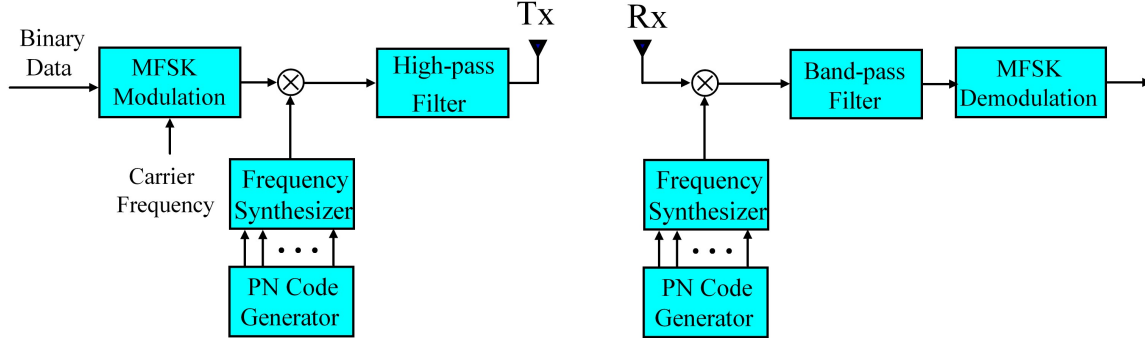 Tx
Rx
Binary
Data
MFSK
Modulation
High-pass
Filter
Carrier
Frequency
Frequency
Synthesizer
PN Code
Generator
Band-pass
Filter
MFSK
Demodulation
Frequency
Synthesizer
PN Code
Generator